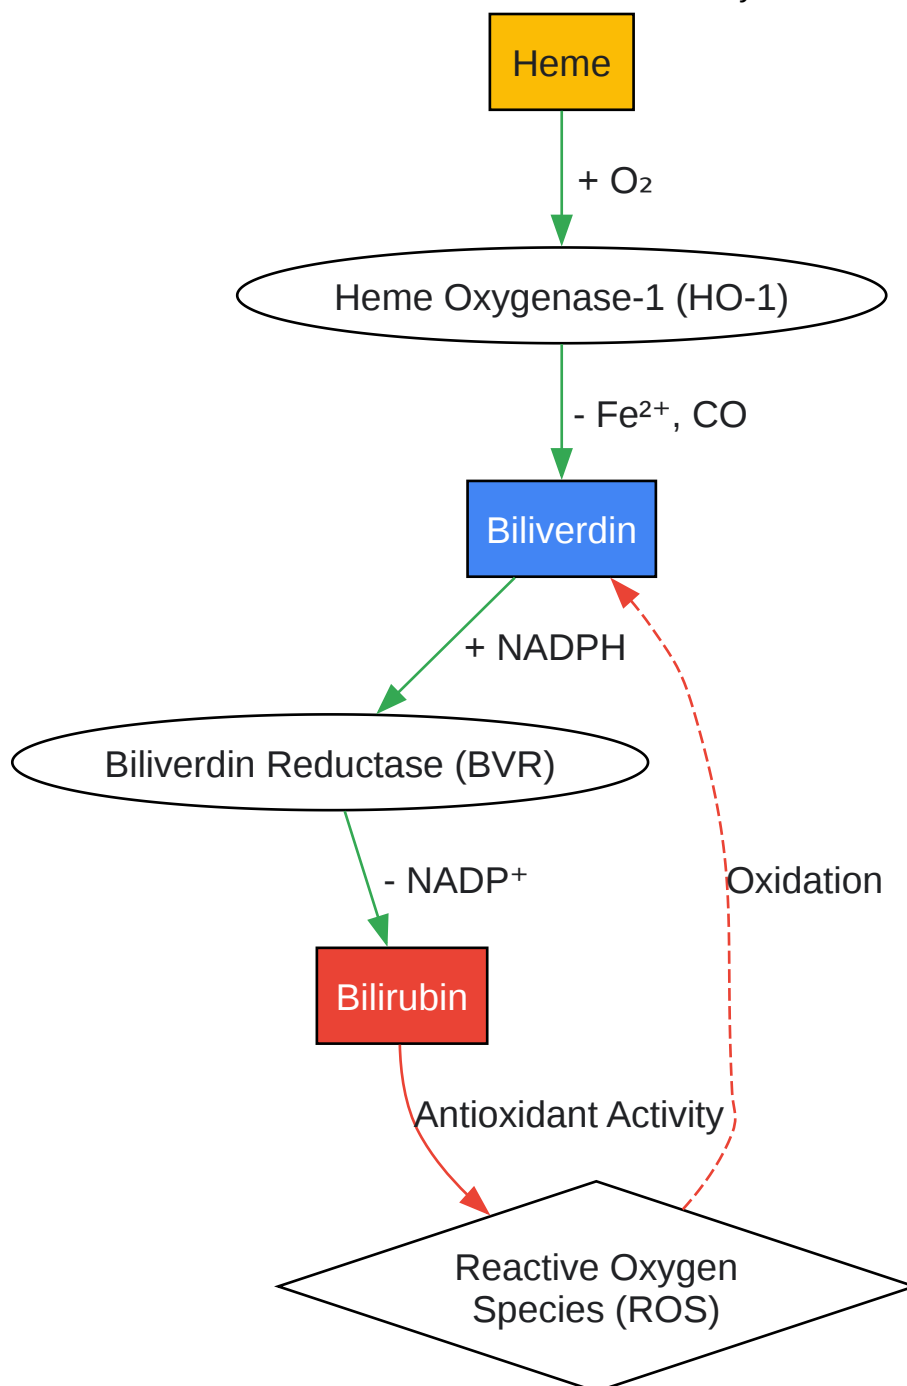 Heme
+ O₂
Heme Oxygenase-1 (HO-1)
- Fe²⁺, CO
Biliverdin
+ NADPH
Biliverdin Reductase (BVR)
- NADP⁺
Oxidation
Bilirubin
Antioxidant Activity
Reactive Oxygen
Species (ROS)